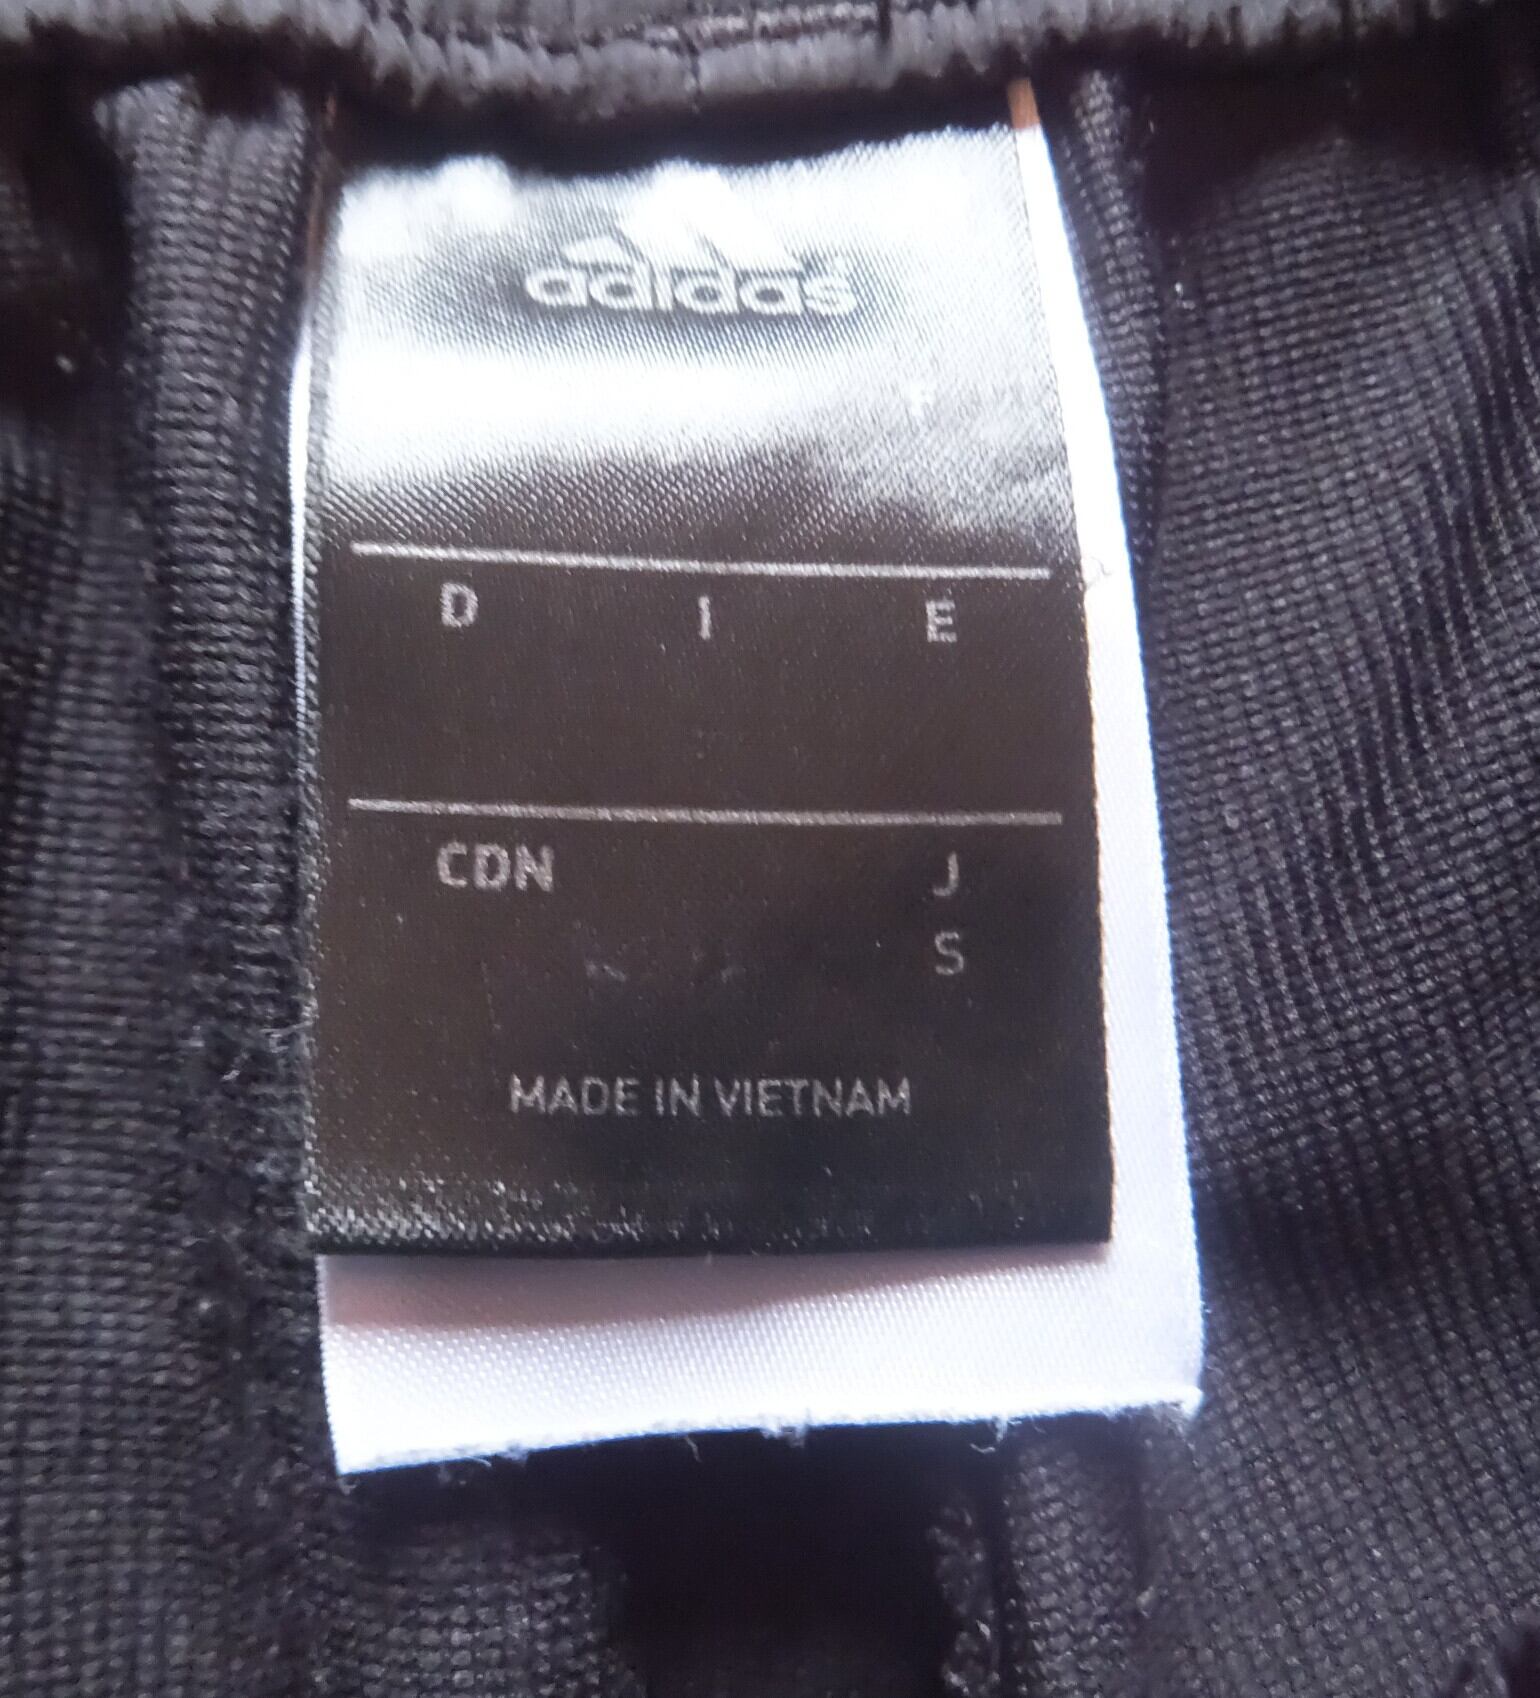 adidas
F
D I E
CDN J
S
MADE IN VIETNAM